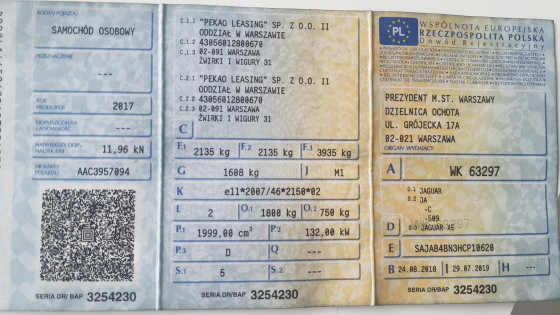 RODZAJ POJAZDU
SAMOCHÓD OSOBOWY
PRZEZNACZENIE
---
ROK PRODUKCJI
2017
DOPUSZCZALNA ŁADOWNOŚĆ
---
NAJWIĘKSZY DOP. NACISK OSI
11,96 kN
NR KARTY POJAZDU
AAC3957094
SERIA DR/BAP 3254230
C.1.1 "PEKAO LEASING" SP. Z O.O. II
ODDZIAŁ W WARSZAWIE
C.1.2 43056812800670
C.1.3 02-091 WARSZAWA
ŻWIRKI I WIGURY 31
C.2.1 "PEKAO LEASING" SP. Z O.O. II
ODDZIAŁ W WARSZAWIE
C.2.2 43056812800670
C.2.3 02-091 WARSZAWA
ŻWIRKI I WIGURY 31
C
F.1 2135 kg F.2 2135 kg F.3 3935 kg
G 1608 kg J M1
K e11*2007/46*2150*02
L 2 O.1 1800 kg O.2 750 kg
P.1 1999,00 cm³ P.2 132,00 kW
P.3 D Q ---
S.1 5 S.2 ---
SERIA DR/BAP 3254230
PL
WSPÓLNOTA EUROPEJSKA
RZECZPOSPOLITA POLSKA
Dowód Rejestracyjny
PREZYDENT M.ST. WARSZAWY
DZIELNICA OCHOTA
UL. GRÓJECKA 17A
02-021 WARSZAWA
ORGAN WYDAJĄCY
A WK 63297
D.1 JAGUAR
D.2 JA
-C
-509
D D.3 JAGUAR XE
E SAJAB4BN3HCP10620
B 24.08.2018 I 29.07.2019 H ---
SERIA DR/BAP 3254230